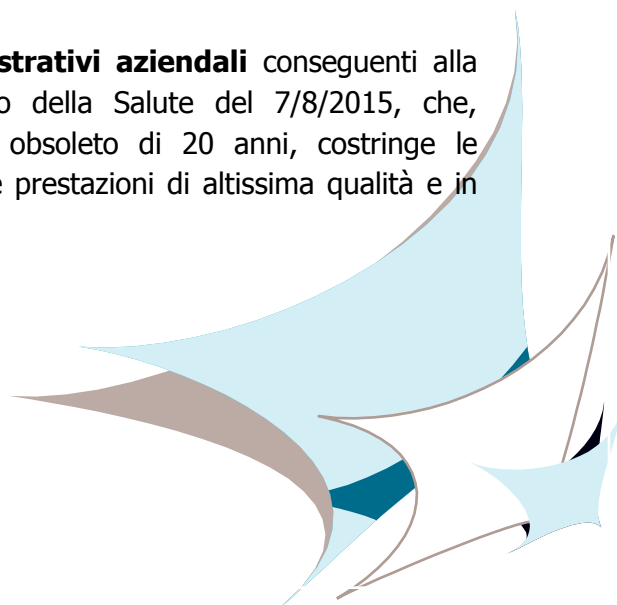 strativi aziendali conseguenti alla
o della Salute del 7/8/2015, che,
obsoleto di 20 anni, costringe le
e prestazioni di altissima qualità e in